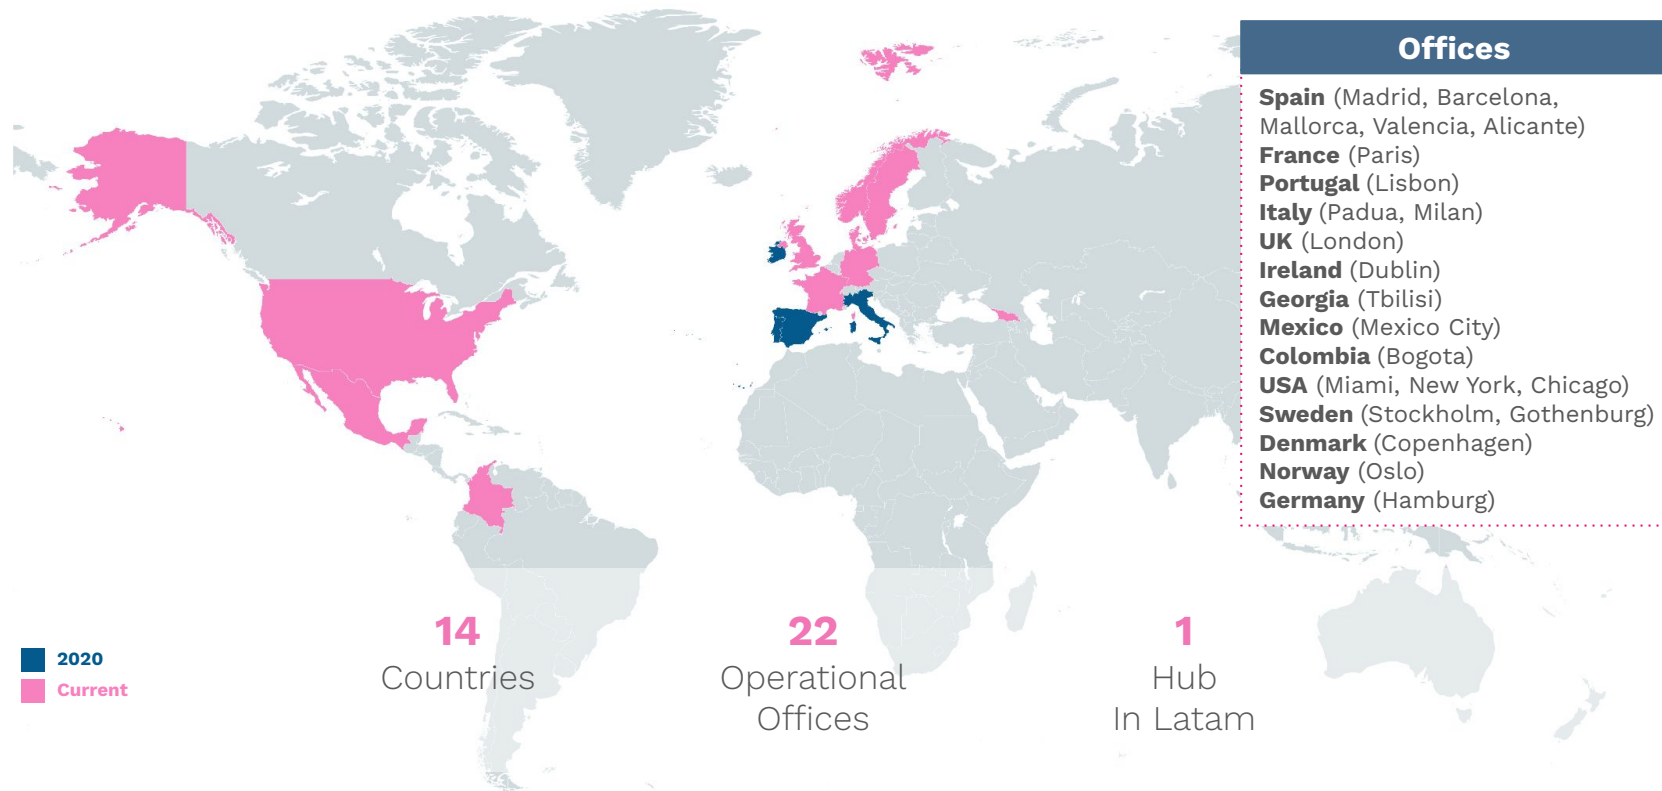 Offices
Spain (Madrid, Barcelona,
Mallorca, Valencia, Alicante)
France (Paris)
Portugal (Lisbon)
Italy (Padua, Milan)
UK (London)
Ireland (Dublin)
Georgia (Tbilisi)
Mexico (Mexico City)
Colombia (Bogota)
USA (Miami, New York, Chicago)
Sweden (Stockholm, Gothenburg)
Denmark (Copenhagen)
Norway (Oslo)
Germany (Hamburg)
2020
Current
14
Countries
22
Operational
Offices
1
Hub
In Latam